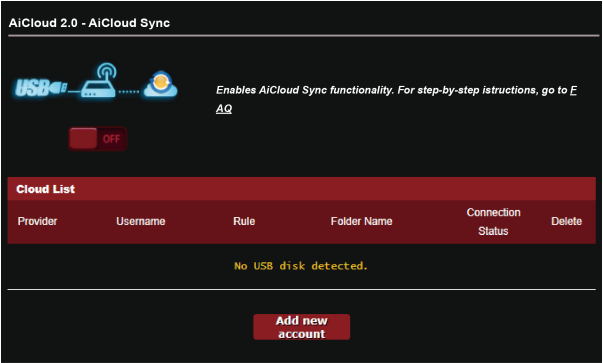 AiCloud 2.0 - AiCloud Sync
USB
Enables AiCloud Sync functionality. For step-by-step istructions, go to F
AQ
OFF
Cloud List
Provider Username Rule Folder Name Connection Status Delete
No USB disk detected.
Add new
account